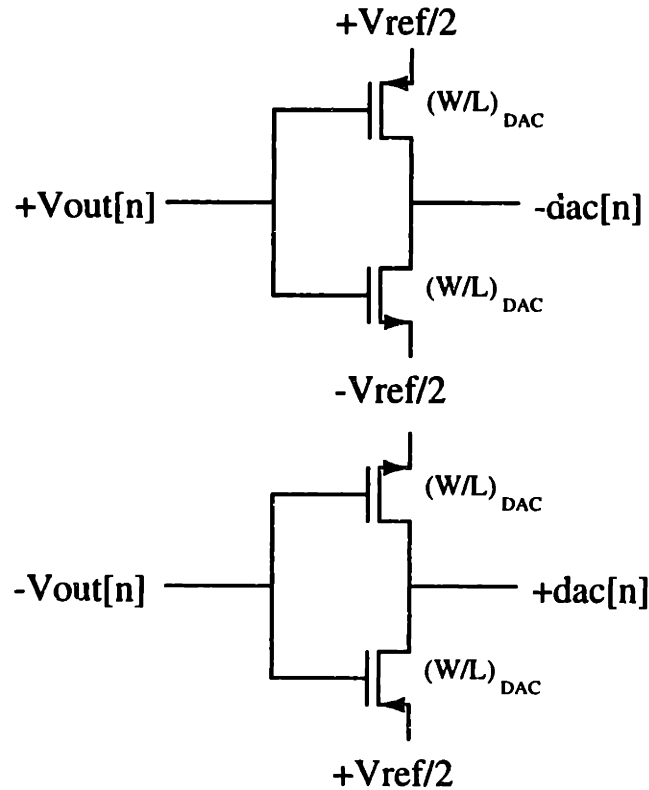 +Vref/2
(W/L) DAC
+Vout[n]
-dac[n]
(W/L) DAC
-Vref/2
(W/L) DAC
-Vout[n]
+dac[n]
(W/L) DAC
+Vref/2